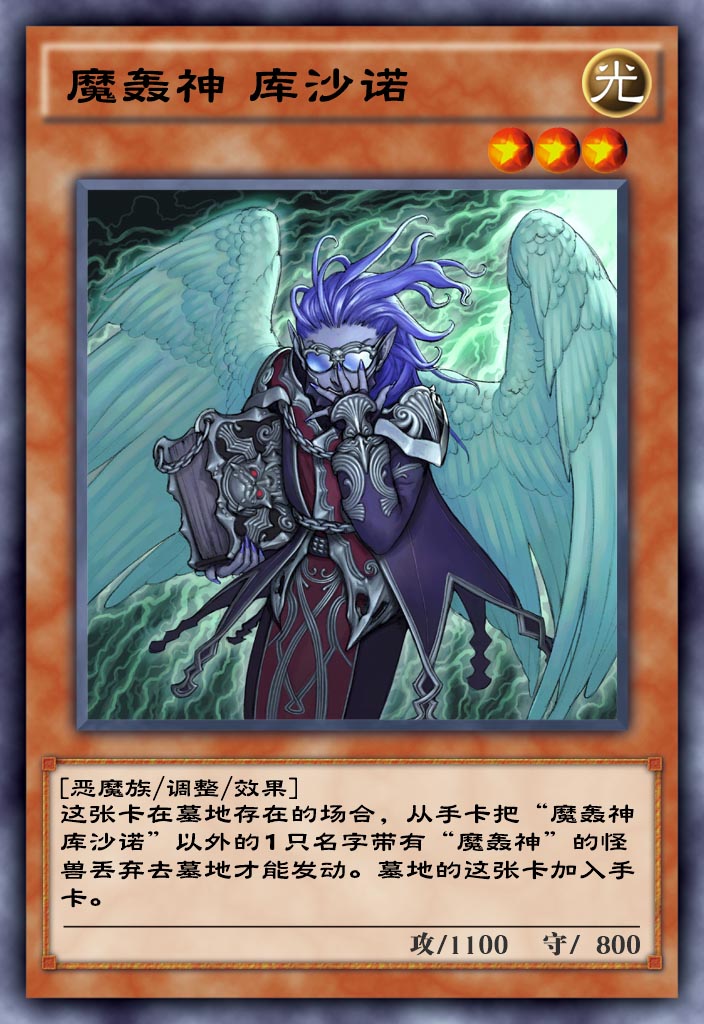 魔轰神 库沙诺
光
[恶魔族/调整/效果]
这张卡在墓地存在的场合，从手卡把“魔轰神
库沙诺”以外的1只名字带有“魔轰神”的怪
兽丢弃去墓地才能发动。墓地的这张卡加入手
卡。
攻/1100 守/ 800